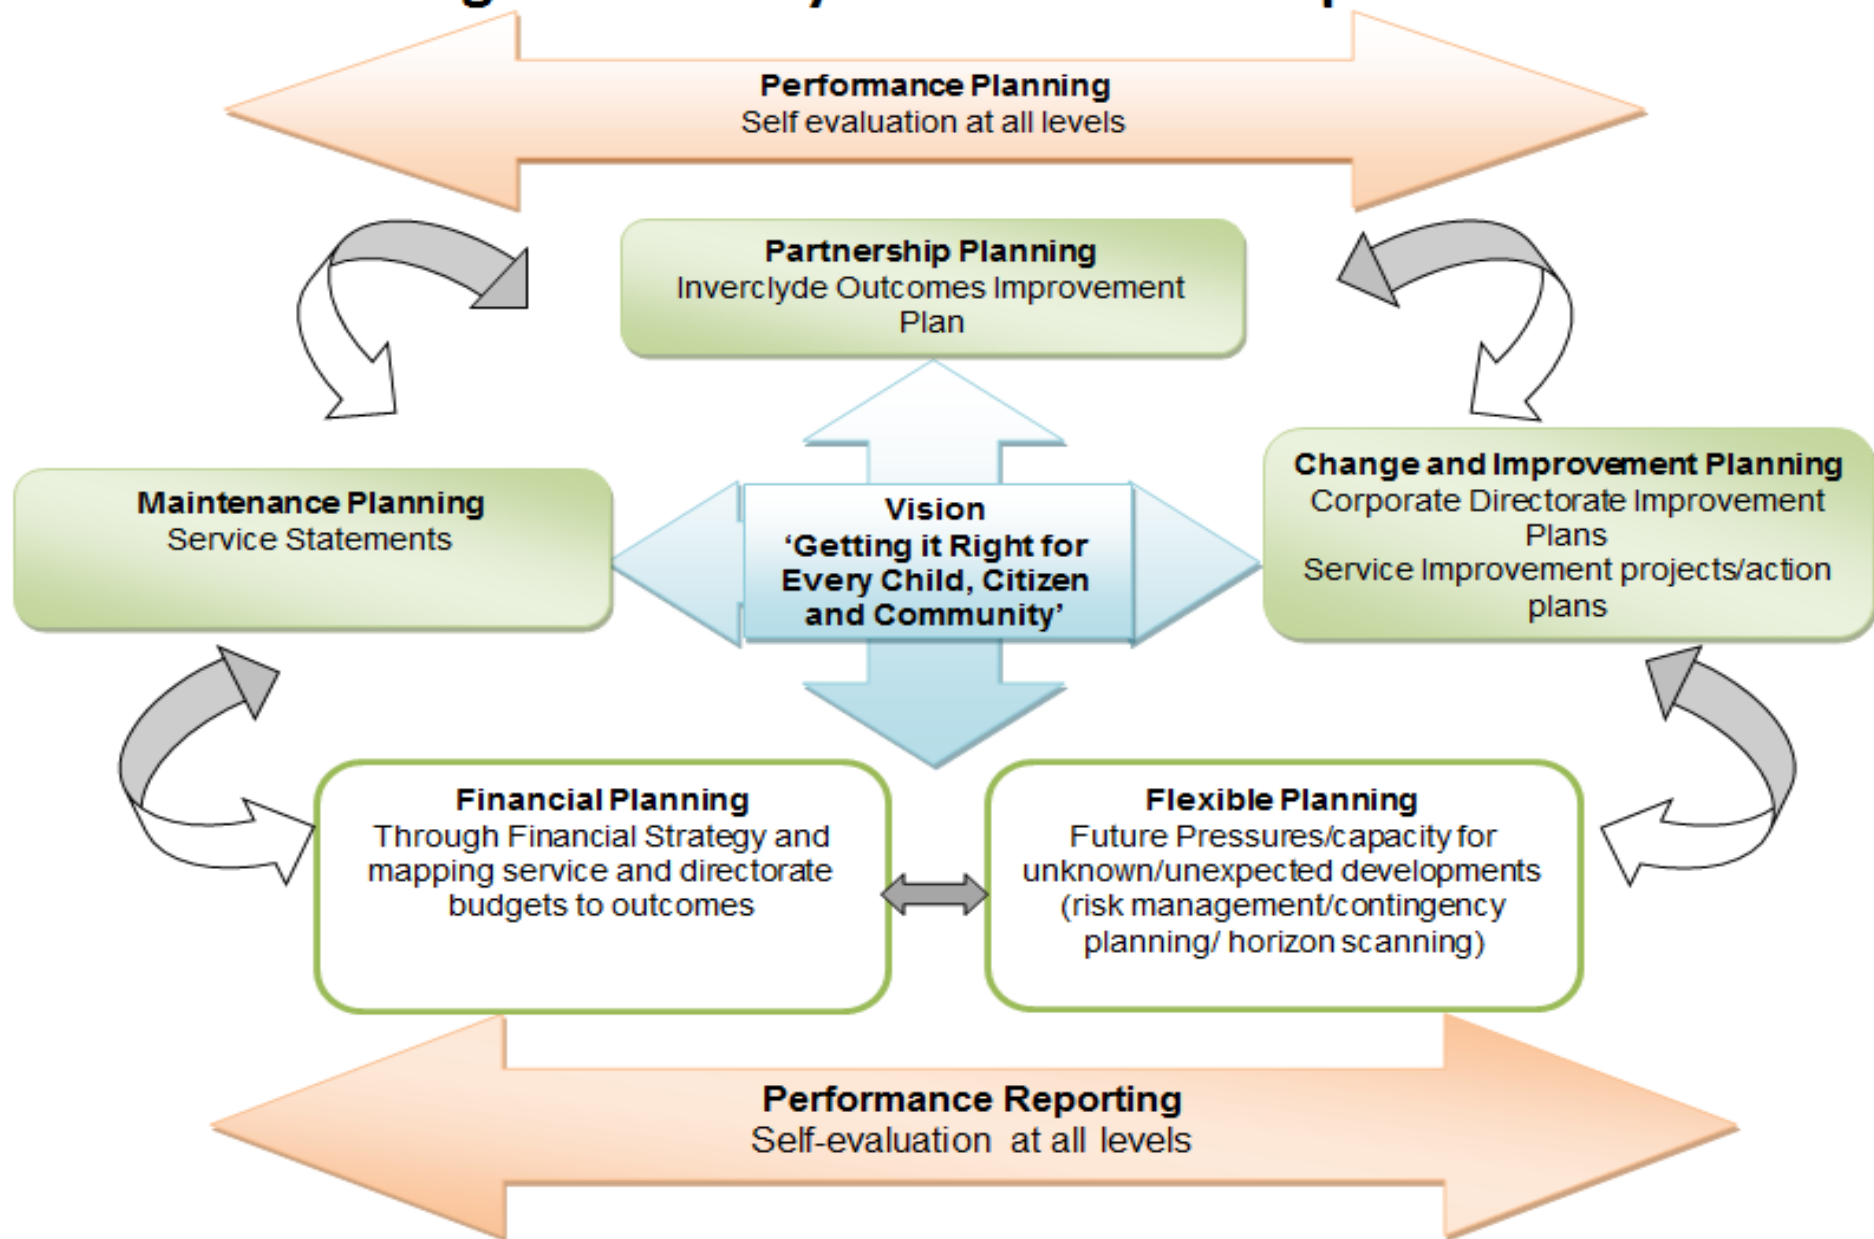 Performance Planning
Self evaluation at all levels
Partnership Planning
Inverclyde Outcomes Improvement
Plan
Maintenance Planning
Service Statements
Vision
‘Getting it Right for
Every Child, Citizen
and Community’
Change and Improvement Planning
Corporate Directorate Improvement
Plans
Service Improvement projects/action
plans
Financial Planning
Through Financial Strategy and
mapping service and directorate
budgets to outcomes
Flexible Planning
Future Pressures/capacity for
unknown/unexpected developments
(risk management/contingency
planning/ horizon scanning)
Performance Reporting
Self-evaluation at all levels